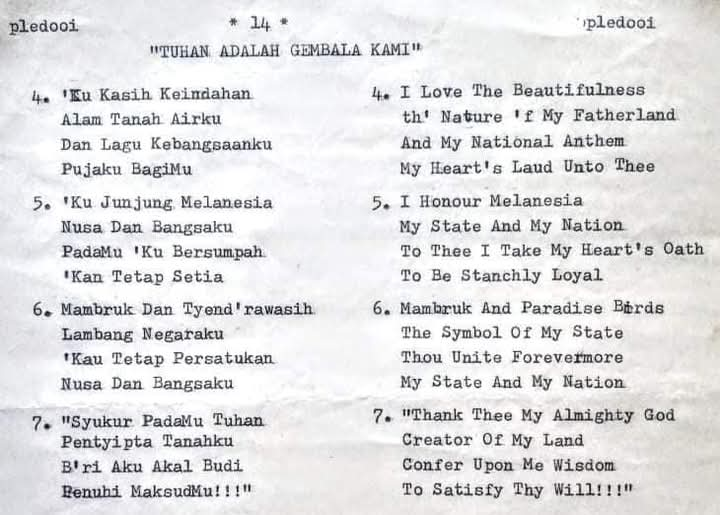 pledooi * 14 * pledooi
"TUHAN ADALAH GEMBALA KAMI"
4. 'Ku Kasih Keindahan
Alam Tanah Airku
Dan Lagu Kebangsaanku
Pujaku BagiMu
5. 'Ku Junjung Melanesia
Nusa Dan Bangsaku
PadaMu 'Ku Bersumpah
'Kan Tetap Setia
6. Mambruk Dan Tyend'rawasih
Lambang Negaraku
'Kau Tetap Persatukan
Nusa Dan Bangsaku
7. "Syukur PadaMu Tuhan
Pentyipta Tanahku
B'ri Aku Akal Budi
Penuhi MaksudMu!!!"
4. I Love The Beautifulness
th' Nature 'f My Fatherland
And My National Anthem
My Heart's Laud Unto Thee
5. I Honour Melanesia
My State And My Nation
To Thee I Take My Heart's Oath
To Be Stanchly Loyal
6. Mambruk And Paradise Birds
The Symbol Of My State
Thou Unite Forevermore
My State And My Nation
7. "Thank Thee My Almighty God
Creator Of My Land
Confer Upon Me Wisdom
To Satisfy Thy Will!!!"